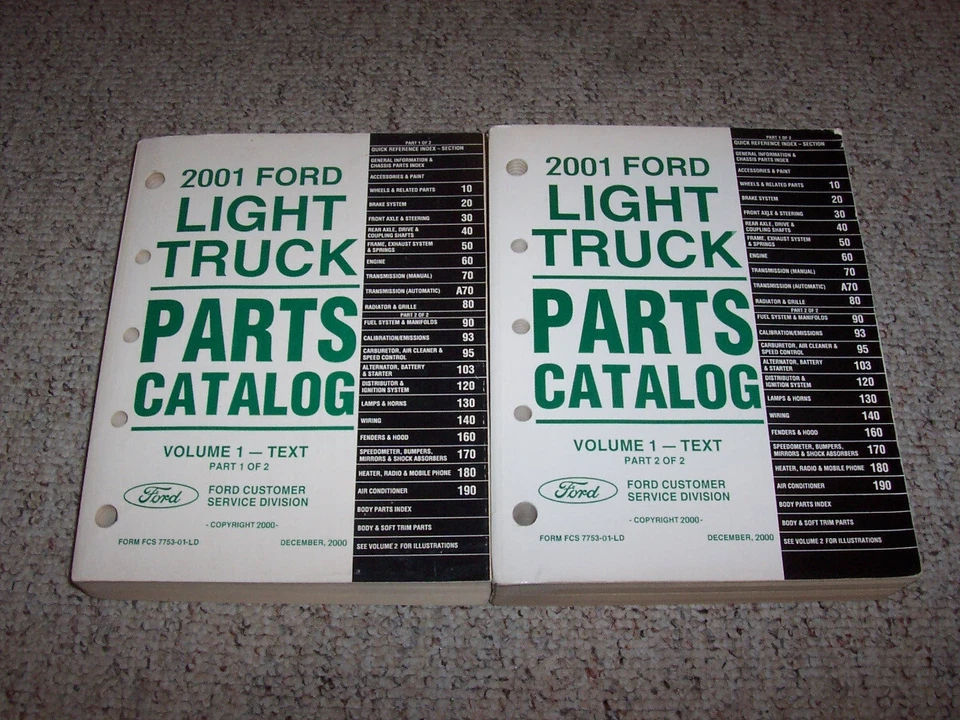 2001 FORD
LIGHT
TRUCK
PARTS
CATALOG
VOLUME 1 — TEXT
PART 1 OF 2
Ford
FORD CUSTOMER
SERVICE DIVISION
- COPYRIGHT 2000-
FORM FCS 7753-01-LD DECEMBER, 2000
PART 1 OF 2
QUICK REFERENCE INDEX – SECTION
GENERAL INFORMATION &
CHASSIS PARTS INDEX
ACCESSORIES & PAINT
WHEELS & RELATED PARTS 10
BRAKE SYSTEM 20
FRONT AXLE & STEERING 30
REAR AXLE, DRIVE &
COUPLING SHAFTS 40
FRAME, EXHAUST SYSTEM
& SPRINGS 50
ENGINE 60
TRANSMISSION (MANUAL) 70
TRANSMISSION (AUTOMATIC) A70
RADIATOR & GRILLE 80
PART 2 OF 2
FUEL SYSTEM & MANIFOLDS 90
CALIBRATION/EMISSIONS 93
CARBURETOR, AIR CLEANER &
SPEED CONTROL 95
ALTERNATOR, BATTERY
& STARTER 103
DISTRIBUTOR &
IGNITION SYSTEM 120
LAMPS & HORNS 130
WIRING 140
FENDERS & HOOD 160
SPEEDOMETER, BUMPERS,
MIRRORS & SHOCK ABSORBERS 170
HEATER, RADIO & MOBILE PHONE 180
AIR CONDITIONER 190
BODY PARTS INDEX
BODY & SOFT TRIM PARTS
SEE VOLUME 2 FOR ILLUSTRATIONS
2001 FORD
LIGHT
TRUCK
PARTS
CATALOG
VOLUME 1 — TEXT
PART 2 OF 2
Ford
FORD CUSTOMER
SERVICE DIVISION
- COPYRIGHT 2000-
FORM FCS 7753-01-LD DECEMBER, 2000
PART 1 OF 2
QUICK REFERENCE INDEX – SECTION
GENERAL INFORMATION &
CHASSIS PARTS INDEX
ACCESSORIES & PAINT
WHEELS & RELATED PARTS 10
BRAKE SYSTEM 20
FRONT AXLE & STEERING 30
REAR AXLE, DRIVE &
COUPLING SHAFTS 40
FRAME, EXHAUST SYSTEM
& SPRINGS 50
ENGINE 60
TRANSMISSION (MANUAL) 70
TRANSMISSION (AUTOMATIC) A70
RADIATOR & GRILLE 80
PART 2 OF 2
FUEL SYSTEM & MANIFOLDS 90
CALIBRATION/EMISSIONS 93
CARBURETOR, AIR CLEANER &
SPEED CONTROL 95
ALTERNATOR, BATTERY
& STARTER 103
DISTRIBUTOR &
IGNITION SYSTEM 120
LAMPS & HORNS 130
WIRING 140
FENDERS & HOOD 160
SPEEDOMETER, BUMPERS,
MIRRORS & SHOCK ABSORBERS 170
HEATER, RADIO & MOBILE PHONE 180
AIR CONDITIONER 190
BODY PARTS INDEX
BODY & SOFT TRIM PARTS
SEE VOLUME 2 FOR ILLUSTRATIONS